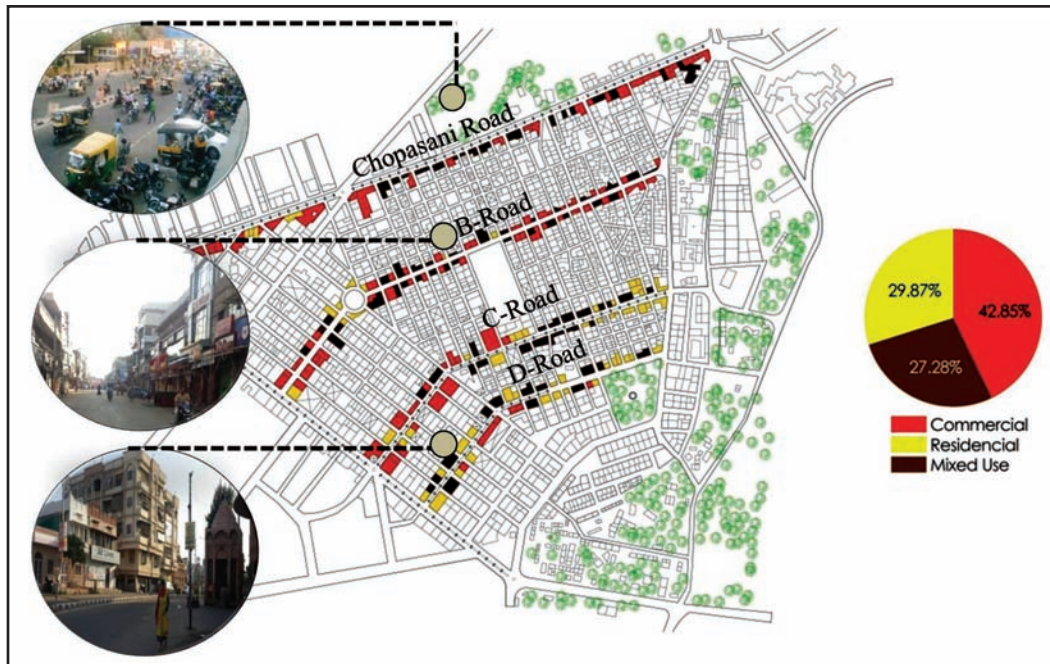 Chopasani Road
B-Road
C-Road
D-Road
29.87%
42.85%
27.28%
Commercial
Residencial
Mixed Use